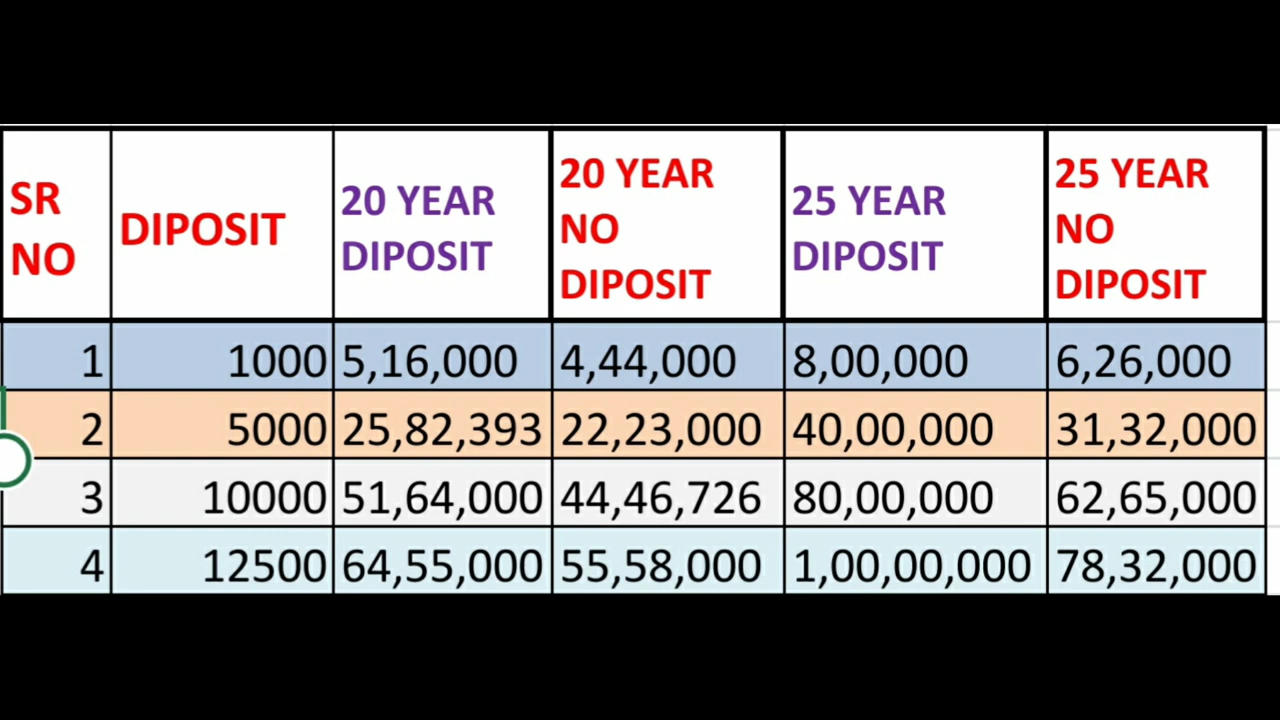 SR NO DIPOSIT 20 YEAR DIPOSIT 20 YEAR NO DIPOSIT 25 YEAR DIPOSIT 25 YEAR NO DIPOSIT
1 1000 5,16,000 4,44,000 8,00,000 6,26,000
2 5000 25,82,393 22,23,000 40,00,000 31,32,000
3 10000 51,64,000 44,46,726 80,00,000 62,65,000
4 12500 64,55,000 55,58,000 1,00,00,000 78,32,000